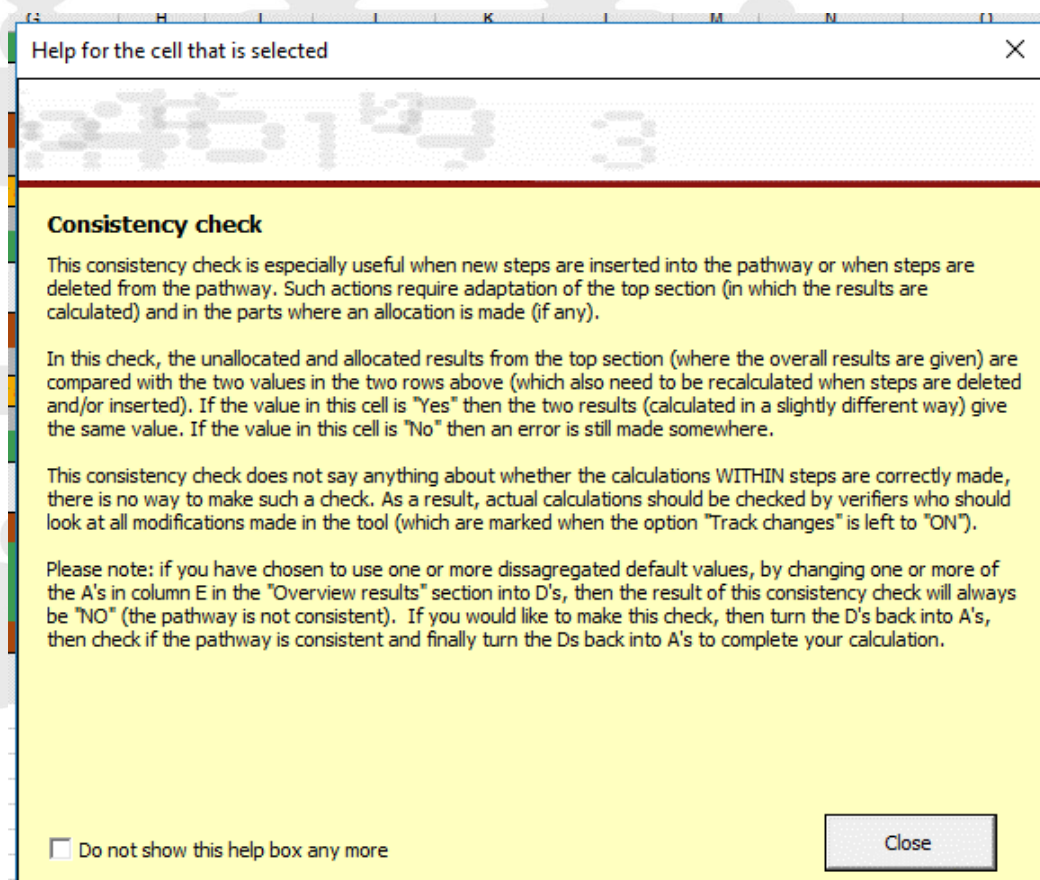 G H I J K L M N O
Help for the cell that is selected
Consistency check
This consistency check is especially useful when new steps are inserted into the pathway or when steps are
deleted from the pathway. Such actions require adaptation of the top section (in which the results are
calculated) and in the parts where an allocation is made (if any).
In this check, the unallocated and allocated results from the top section (where the overall results are given) are
compared with the two values in the two rows above (which also need to be recalculated when steps are deleted
and/or inserted). If the value in this cell is "Yes" then the two results (calculated in a slightly different way) give
the same value. If the value in this cell is "No" then an error is still made somewhere.
This consistency check does not say anything about whether the calculations WITHIN steps are correctly made,
there is no way to make such a check. As a result, actual calculations should be checked by verifiers who should
look at all modifications made in the tool (which are marked when the option "Track changes" is left to "ON").
Please note: if you have chosen to use one or more dissagregated default values, by changing one or more of
the A's in column E in the "Overview results" section into D's, then the result of this consistency check will always
be "NO" (the pathway is not consistent).  If you would like to make this check, then turn the D's back into A's,
then check if the pathway is consistent and finally turn the Ds back into A's to complete your calculation.
Do not show this help box any more
Close